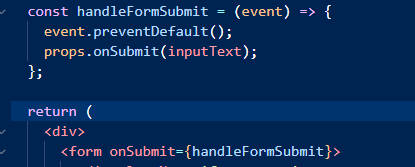 const handleFormSubmit = (event) => {
event.preventDefault();
props.onSubmit(inputText);
};
return (
<div>
<form onSubmit={handleFormSubmit}>